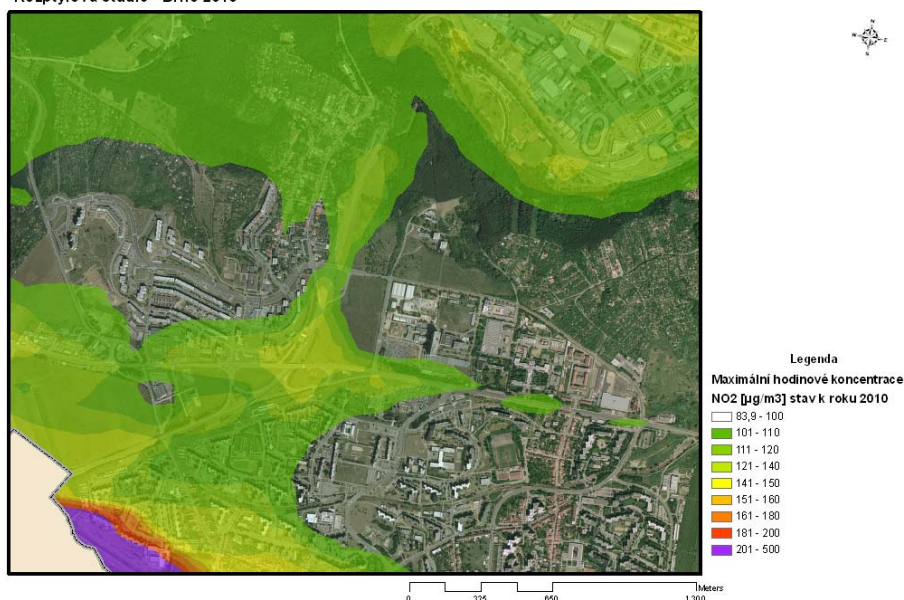 Legenda
Maximální hodinové koncentrace
NO2 [µg/m3] stav k roku 2010
83,9 - 100
101 - 110
111 - 120
121 - 140
141 - 150
151 - 160
161 - 180
181 - 200
201 - 500
Meters
0 325 650 1 300